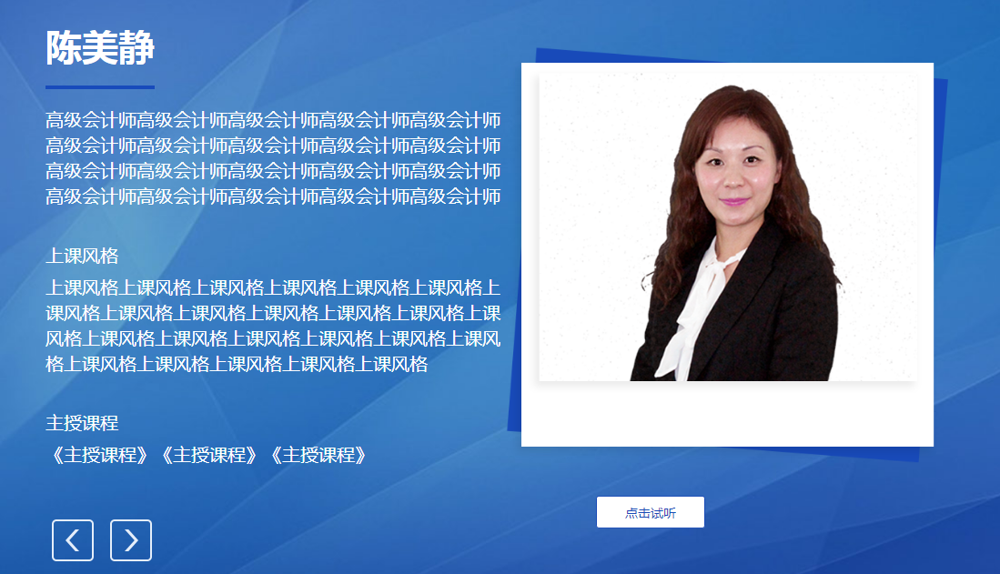 陈美静
高级会计师高级会计师高级会计师高级会计师高级会计师
高级会计师高级会计师高级会计师高级会计师高级会计师
高级会计师高级会计师高级会计师高级会计师高级会计师
高级会计师高级会计师高级会计师高级会计师高级会计师
上课风格
上课风格上课风格上课风格上课风格上课风格上课风格上
课风格上课风格上课风格上课风格上课风格上课风格上课
风格上课风格上课风格上课风格上课风格上课风格上课风
格上课风格上课风格上课风格上课风格上课风格
主授课程
《主授课程》《主授课程》《主授课程》
点击试听